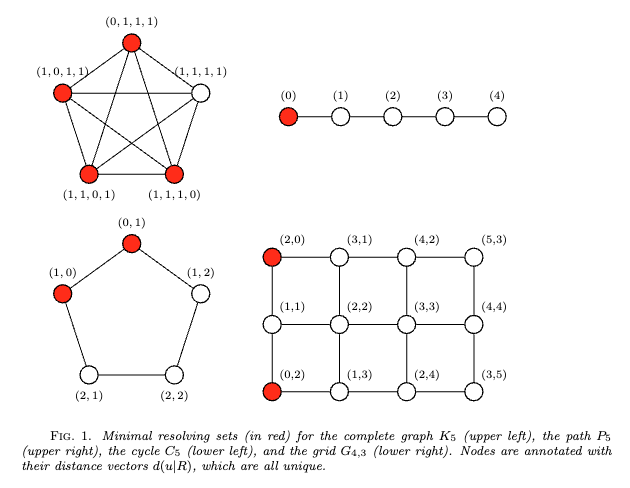 (0, 1, 1, 1)
(1, 0, 1, 1) (1, 1, 1, 1)
(1, 1, 0, 1) (1, 1, 1, 0)
(0) (1) (2) (3) (4)
(0, 1)
(1, 0) (1, 2)
(2, 1) (2, 2)
(2,0) (3,1) (4,2) (5,3)
(1,1) (2,2) (3,3) (4,4)
(0,2) (1,3) (2,4) (3,5)
FIG. 1. Minimal resolving sets (in red) for the complete graph K5 (upper left), the path P5
(upper right), the cycle C5 (lower left), and the grid G4,3 (lower right). Nodes are annotated
with their distance vectors d(u|R), which are all unique.